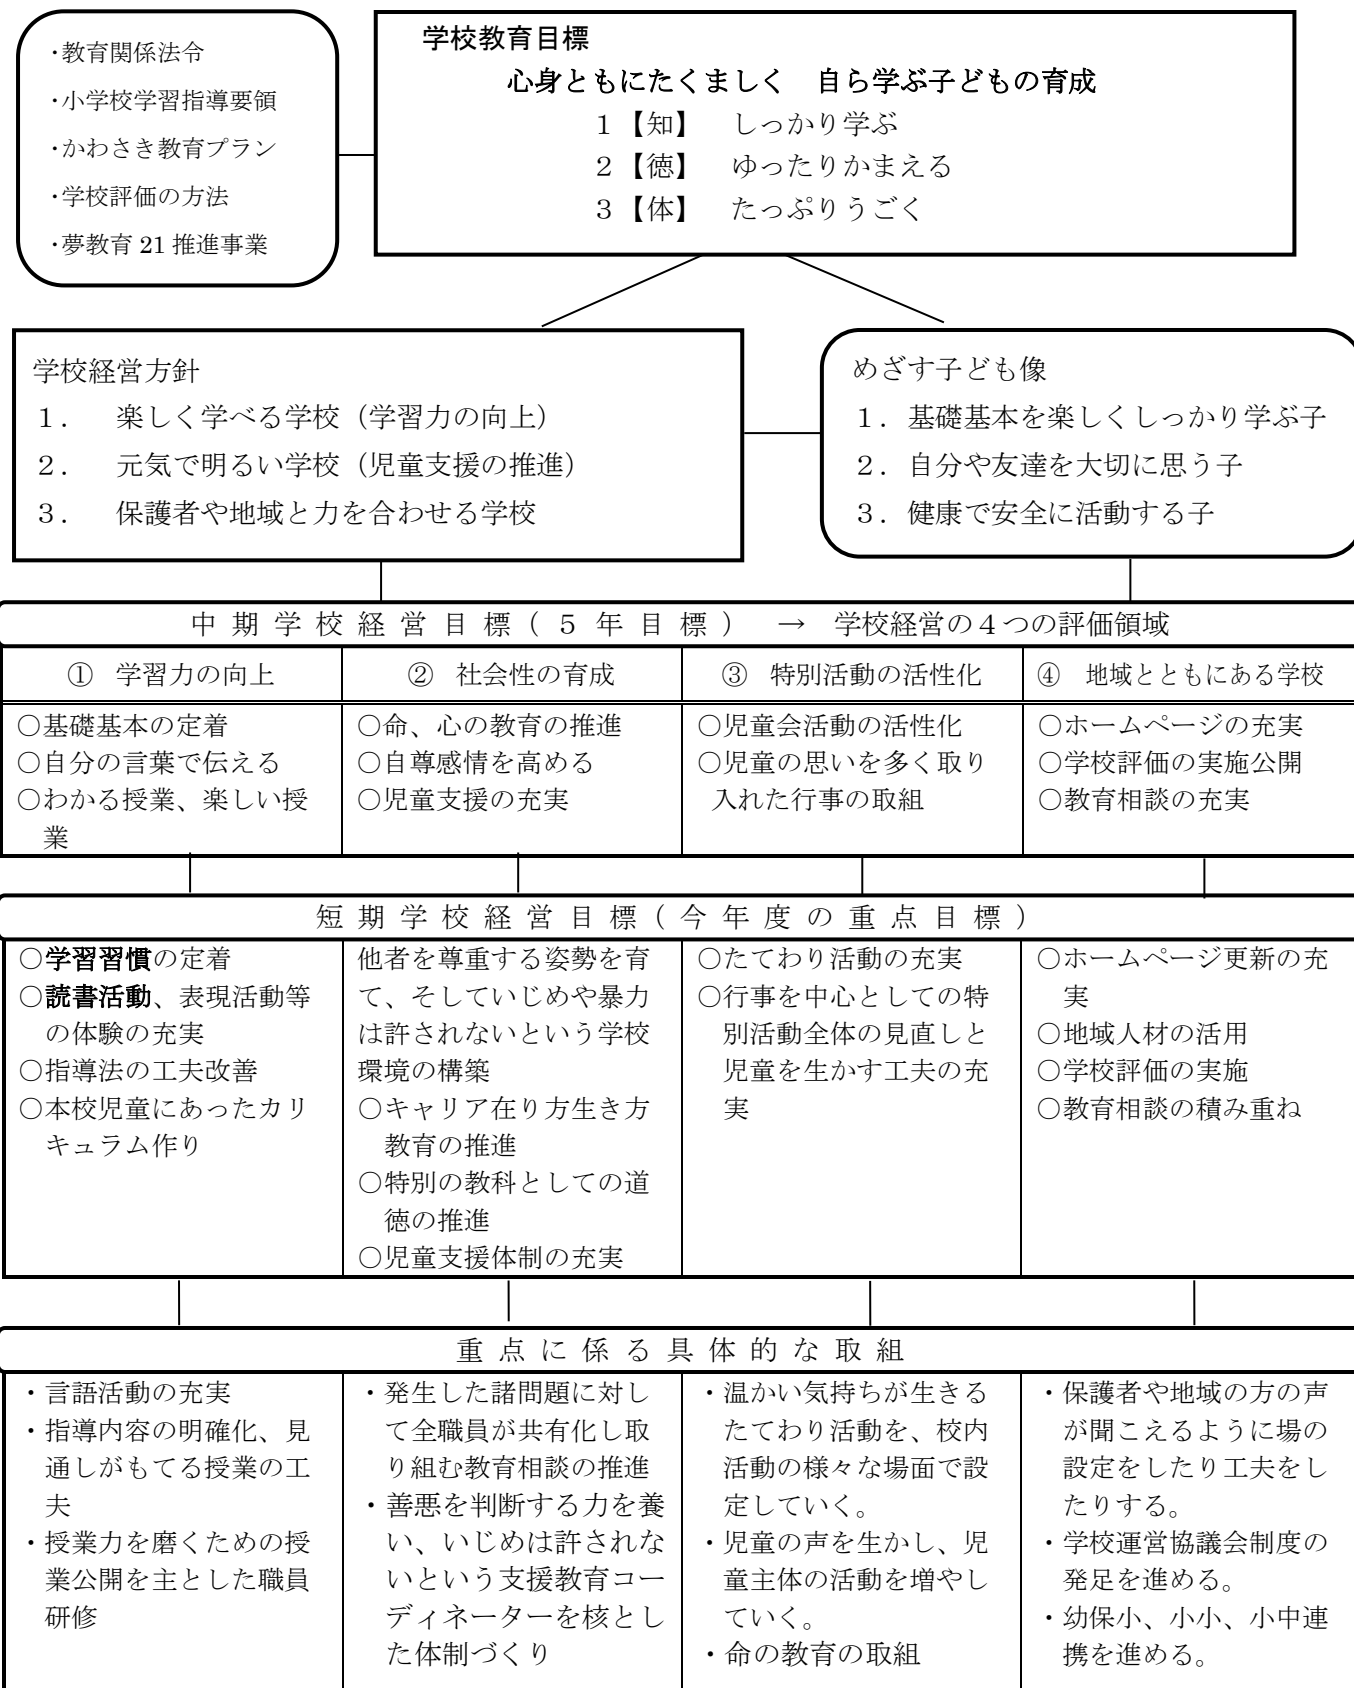 ・教育関係法令
・小学校学習指導要領
・かわさき教育プラン
・学校評価の方法
・夢教育 21 推進事業
学校教育目標
心身ともにたくましく　自ら学ぶ子どもの育成
１【知】　しっかり学ぶ
２【徳】　ゆったりかまえる
３【体】　たっぷりうごく
学校経営方針
１．　楽しく学べる学校（学習力の向上）
２．　元気で明るい学校（児童支援の推進）
３．　保護者や地域と力を合わせる学校
めざす子ども像
１．基礎基本を楽しくしっかり学ぶ子
２．自分や友達を大切に思う子
３．健康で安全に活動する子
中期学校経営目標（５年目標）　→　学校経営の４つの評価領域
①　学習力の向上
○基礎基本の定着
○自分の言葉で伝える
○わかる授業、楽しい授
業
②　社会性の育成
○命、心の教育の推進
○自尊感情を高める
○児童支援の充実
③　特別活動の活性化
○児童会活動の活性化
○児童の思いを多く取り
入れた行事の取組
④　地域とともにある学校
○ホームページの充実
○学校評価の実施公開
○教育相談の充実
短期学校経営目標（今年度の重点目標）
○学習習慣の定着
○読書活動、表現活動等
の体験の充実
○指導法の工夫改善
○本校児童にあったカリ
キュラム作り
他者を尊重する姿勢を育
て、そしていじめや暴力
は許されないという学校
環境の構築
○キャリア在り方生き方
教育の推進
○特別の教科としての道
徳の推進
○児童支援体制の充実
○たてわり活動の充実
○行事を中心としての特
別活動全体の見直しと
児童を生かす工夫の充
実
○ホームページ更新の充
実
○地域人材の活用
○学校評価の実施
○教育相談の積み重ね
重点に係る具体的な取組
・言語活動の充実
・指導内容の明確化、見
通しがもてる授業の工
夫
・授業力を磨くための授
業公開を主とした職員
研修
・発生した諸問題に対し
て全職員が共有化し取
り組む教育相談の推進
・善悪を判断する力を養
い、いじめは許されな
いという支援教育コー
ディネーターを核とし
た体制づくり
・温かい気持ちが生きる
たてわり活動を、校内
活動の様々な場面で設
定していく。
・児童の声を生かし、児
童主体の活動を増やし
ていく。
・命の教育の取組
・保護者や地域の方の声
が聞こえるように場の
設定をしたり工夫をし
たりする。
・学校運営協議会制度の
発足を進める。
・幼保小、小小、小中連
携を進める。